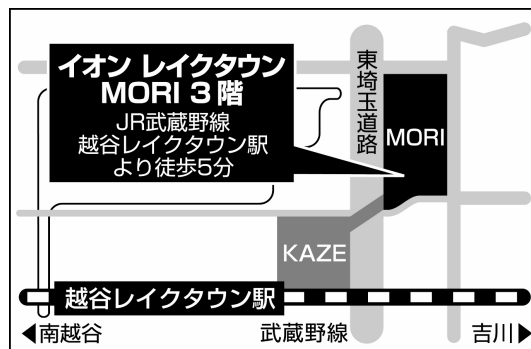 イオン レイクタウン
MORI 3階
JR武蔵野線
越谷レイクタウン駅
より徒歩5分
東埼玉道路
MORI
KAZE
越谷レイクタウン駅
◀南越谷
武蔵野線
吉川▶